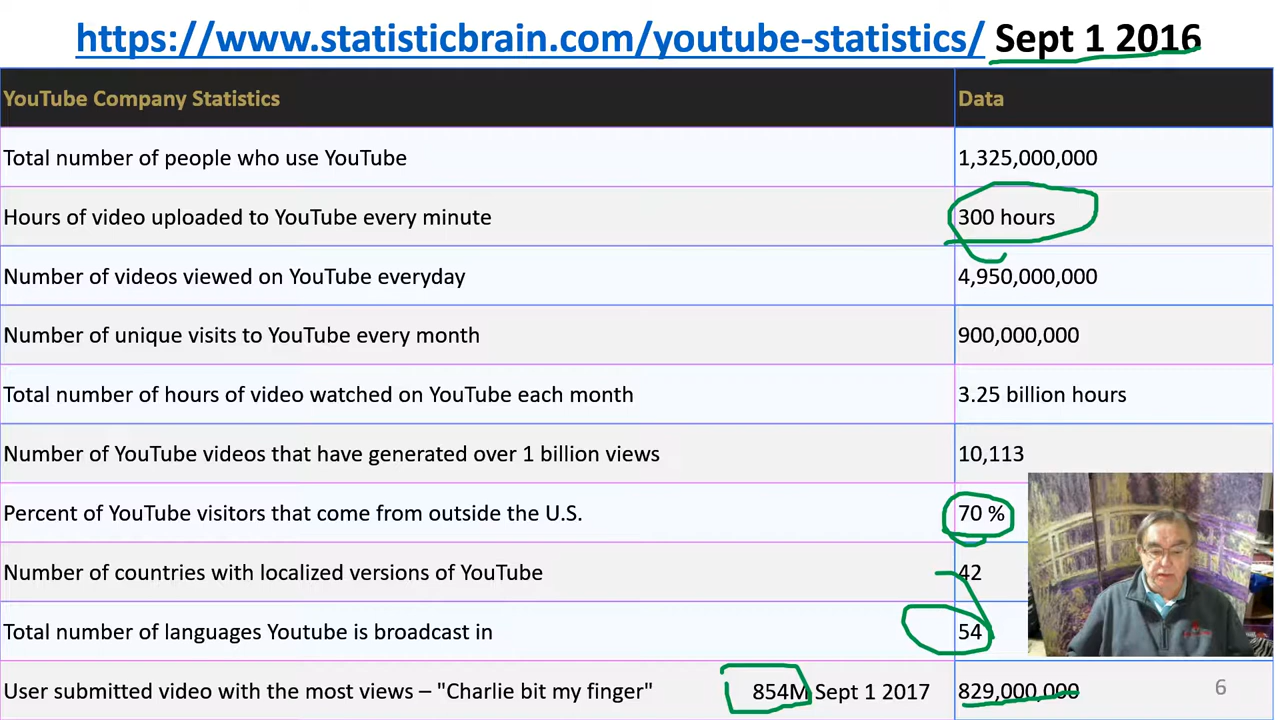 https://www.statisticbrain.com/youtube-statistics/ Sept 1 2016
YouTube Company Statistics Data
Total number of people who use YouTube 1,325,000,000
Hours of video uploaded to YouTube every minute 300 hours
Number of videos viewed on YouTube everyday 4,950,000,000
Number of unique visits to YouTube every month 900,000,000
Total number of hours of video watched on YouTube each month 3.25 billion hours
Number of YouTube videos that have generated over 1 billion views 10,113
Percent of YouTube visitors that come from outside the U.S. 70 %
Number of countries with localized versions of YouTube 42
Total number of languages Youtube is broadcast in 54
User submitted video with the most views – "Charlie bit my finger" 854M Sept 1 2017 829,000,000 6